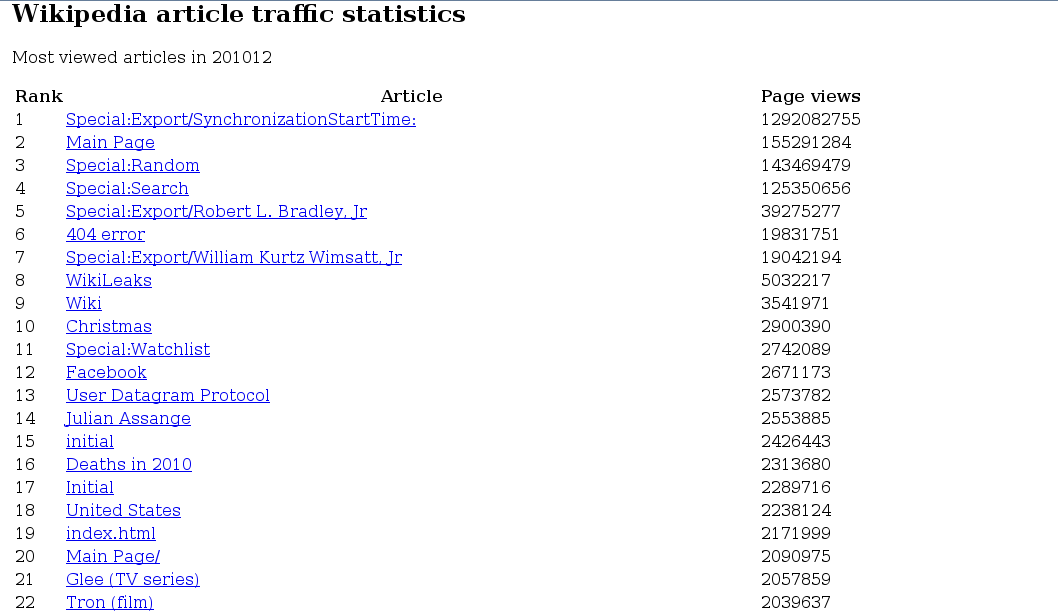 Wikipedia article traffic statistics
Most viewed articles in 201012
Rank Article Page views
1 Special:Export/SynchronizationStartTime: 1292082755
2 Main Page 155291284
3 Special:Random 143469479
4 Special:Search 125350656
5 Special:Export/Robert L. Bradley, Jr 39275277
6 404 error 19831751
7 Special:Export/William Kurtz Wimsatt, Jr 19042194
8 WikiLeaks 5032217
9 Wiki 3541971
10 Christmas 2900390
11 Special:Watchlist 2742089
12 Facebook 2671173
13 User Datagram Protocol 2573782
14 Julian Assange 2553885
15 initial 2426443
16 Deaths in 2010 2313680
17 Initial 2289716
18 United States 2238124
19 index.html 2171999
20 Main Page/ 2090975
21 Glee (TV series) 2057859
22 Tron (film) 2039637